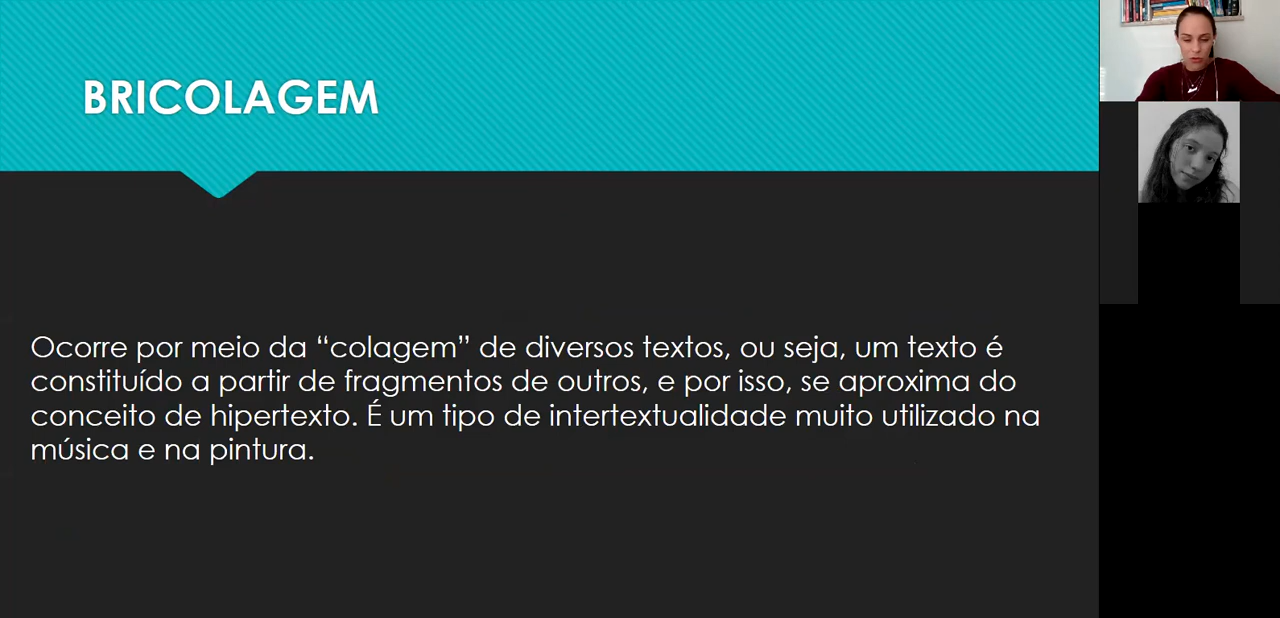 BRICOLAGEM
Ocorre por meio da “colagem” de diversos textos, ou seja, um texto é
constituído a partir de fragmentos de outros, e por isso, se aproxima do
conceito de hipertexto. É um tipo de intertextualidade muito utilizado na
música e na pintura.